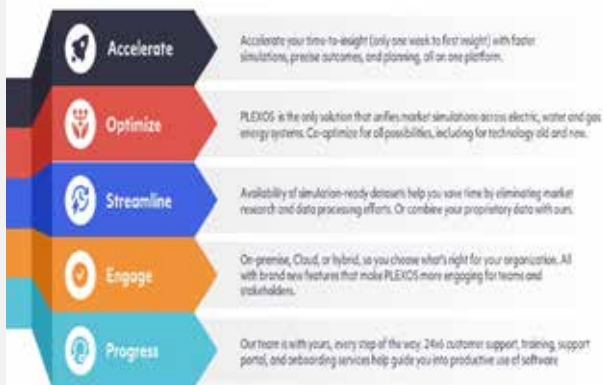 Accelerate
Accelerate your time-to-insight (only one week to first insight) with faster
simulations, precise outcomes, and planning, all on one platform.
Optimize
PLEXOS is the only solution that unifies market simulations across electric, water and gas
energy systems. Co-optimize for all possibilities, including for technology old and new.
Streamline
Availability of simulation-ready datasets help you save time by eliminating market
research and data processing efforts. Or combine your proprietary data with ours.
Engage
On-premise, Cloud, or hybrid, so you choose what's right for your organization. All
with brand new features that make PLEXOS more engaging for teams and
stakeholders.
Progress
Our team is with yours, every step of the way. 24x6 customer support, training, support
portal, and onboarding services help guide you into productive use of software